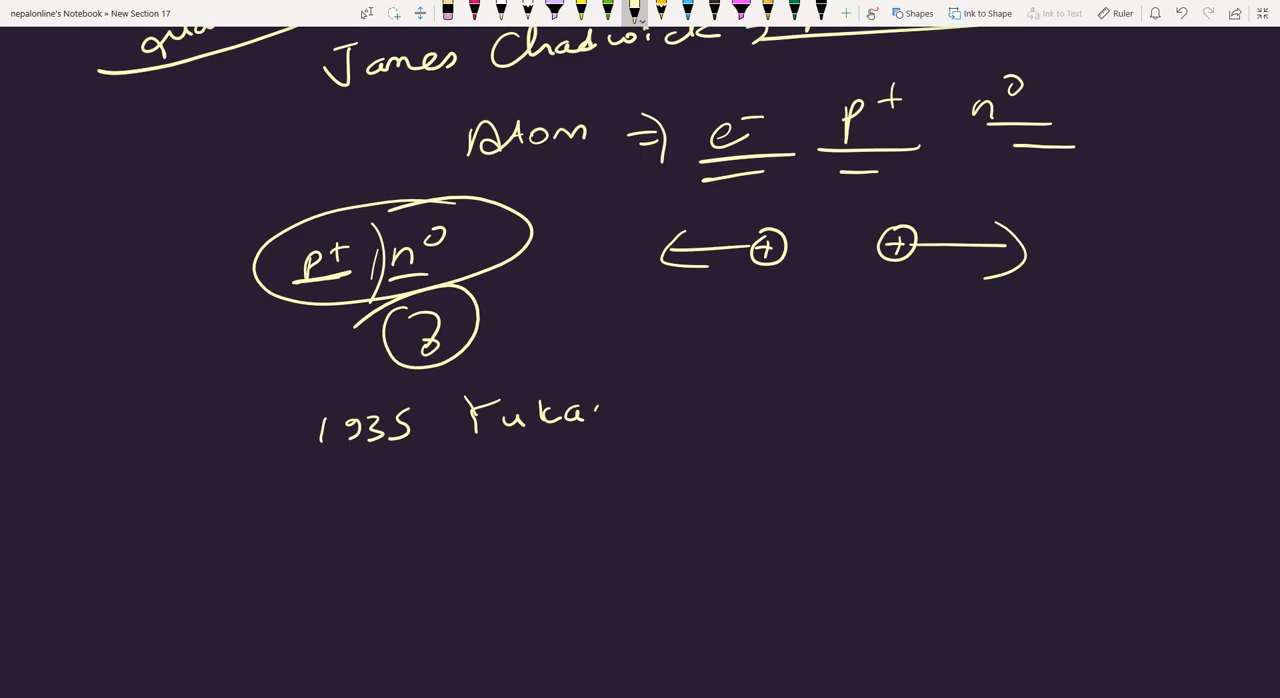 nepalonline's Notebook » New Section 17
Shapes Ink to Shape Ink to Text Ruler
James Chadwick
Atom ⇒ e⁻ p⁺ n⁰
p⁺ n⁰
+ +
1935 Yuka